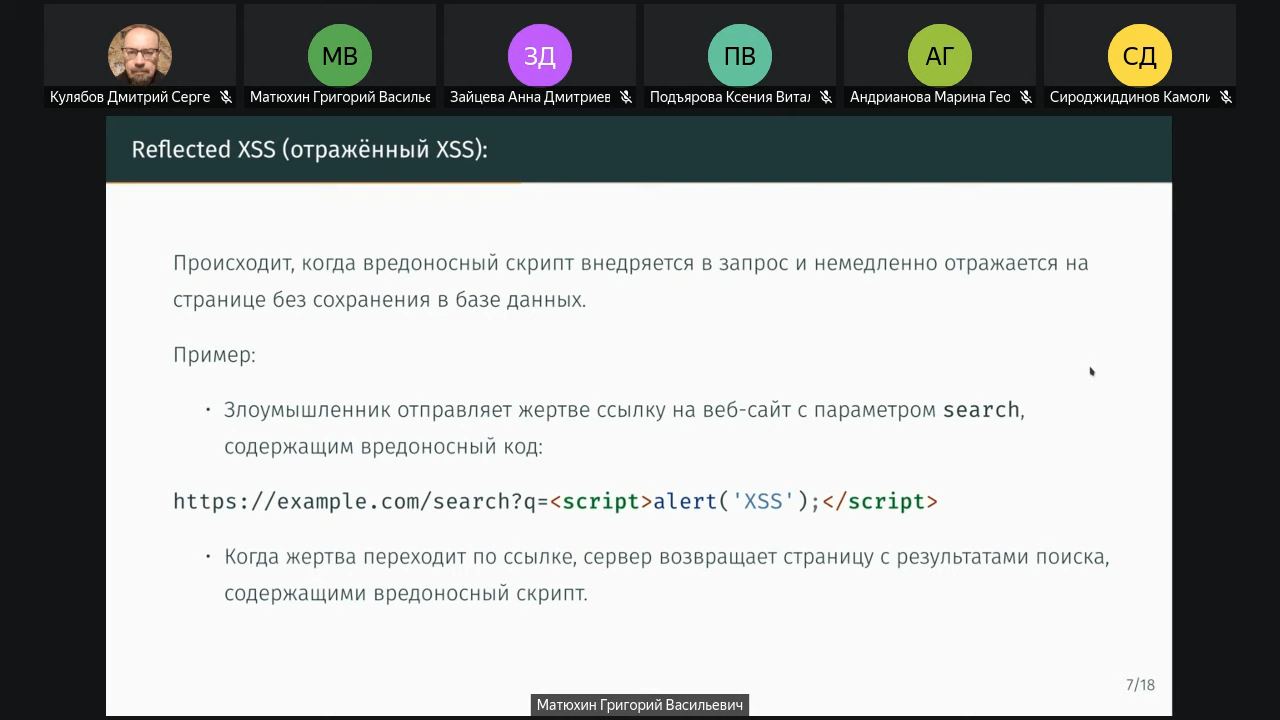 МВ
ЗД
ПВ
АГ
СД
Кулябов Дмитрий Серге
Матюхин Григорий Василье
Зайцева Анна Дмитриев
Подъярова Ксения Витал
Андрианова Марина Гео
Сироджиддинов Камоли
Reflected XSS (отражённый XSS):
Происходит, когда вредоносный скрипт внедряется в запрос и немедленно отражается на
странице без сохранения в базе данных.
Пример:
• Злоумышленник отправляет жертве ссылку на веб-сайт с параметром search,
содержащим вредоносный код:
https://example.com/search?q=<script>alert('XSS');</script>
• Когда жертва переходит по ссылке, сервер возвращает страницу с результатами поиска,
содержащими вредоносный скрипт.
7/18
Матюхин Григорий Васильевич